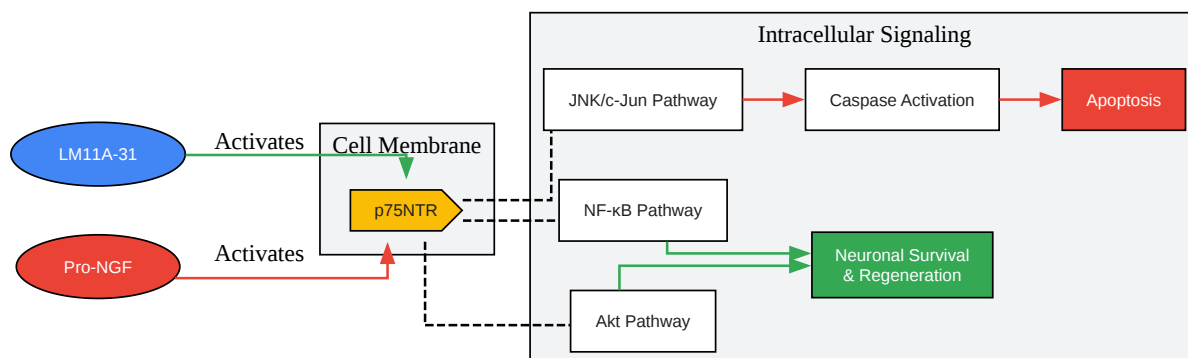 Intracellular Signaling
JNK/c-Jun Pathway
Caspase Activation
Apoptosis
LM11A-31
Activates
Cell Membrane
p75NTR
NF-κB Pathway
Pro-NGF
Activates
Neuronal Survival
& Regeneration
Akt Pathway